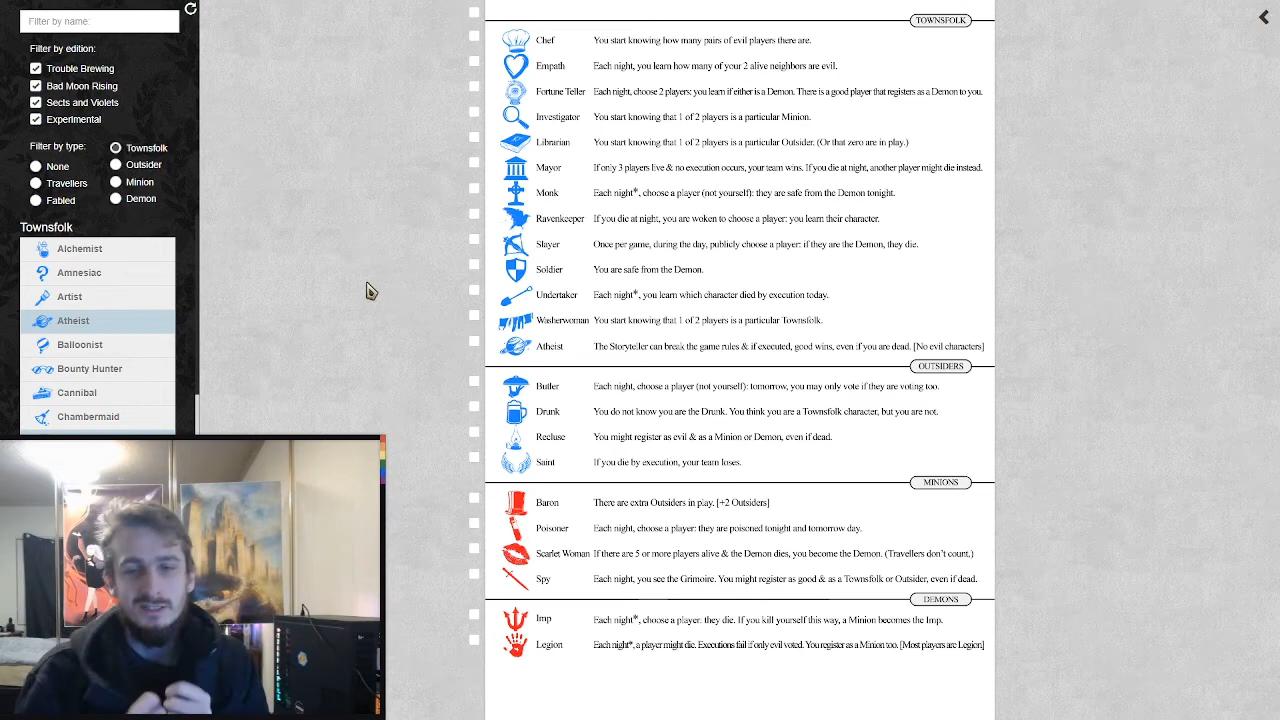 Filter by name:
Filter by edition:
Trouble Brewing
Bad Moon Rising
Sects and Violets
Experimental
Filter by type:
None
Travellers
Fabled
Townsfolk
Outsider
Minion
Demon
Townsfolk
Alchemist
Amnesiac
Artist
Atheist
Balloonist
Bounty Hunter
Cannibal
Chambermaid
TOWNSFOLK
Chef You start knowing how many pairs of evil players there are.
Empath Each night, you learn how many of your 2 alive neighbors are evil.
Fortune Teller Each night, choose 2 players: you learn if either is a Demon. There is a good player that registers as a Demon to you.
Investigator You start knowing that 1 of 2 players is a particular Minion.
Librarian You start knowing that 1 of 2 players is a particular Outsider. (Or that zero are in play.)
Mayor If only 3 players live & no execution occurs, your team wins. If you die at night, another player might die instead.
Monk Each night*, choose a player (not yourself): they are safe from the Demon tonight.
Ravenkeeper If you die at night, you are woken to choose a player: you learn their character.
Slayer Once per game, during the day, publicly choose a player: if they are the Demon, they die.
Soldier You are safe from the Demon.
Undertaker Each night*, you learn which character died by execution today.
Washerwoman You start knowing that 1 of 2 players is a particular Townsfolk.
Atheist The Storyteller can break the game rules & if executed, good wins, even if you are dead. [No evil characters]
OUTSIDERS
Butler Each night, choose a player (not yourself): tomorrow, you may only vote if they are voting too.
Drunk You do not know you are the Drunk. You think you are a Townsfolk character, but you are not.
Recluse You might register as evil & as a Minion or Demon, even if dead.
Saint If you die by execution, your team loses.
MINIONS
Baron There are extra Outsiders in play. [+2 Outsiders]
Poisoner Each night, choose a player: they are poisoned tonight and tomorrow day.
Scarlet Woman If there are 5 or more players alive & the Demon dies, you become the Demon. (Travellers don't count.)
Spy Each night, you see the Grimoire. You might register as good & as a Townsfolk or Outsider, even if dead.
DEMONS
Imp Each night*, choose a player: they die. If you kill yourself this way, a Minion becomes the Imp.
Legion Each night*, a player might die. Executions fail if only evil voted. You register as a Minion too. [Most players are Legion]